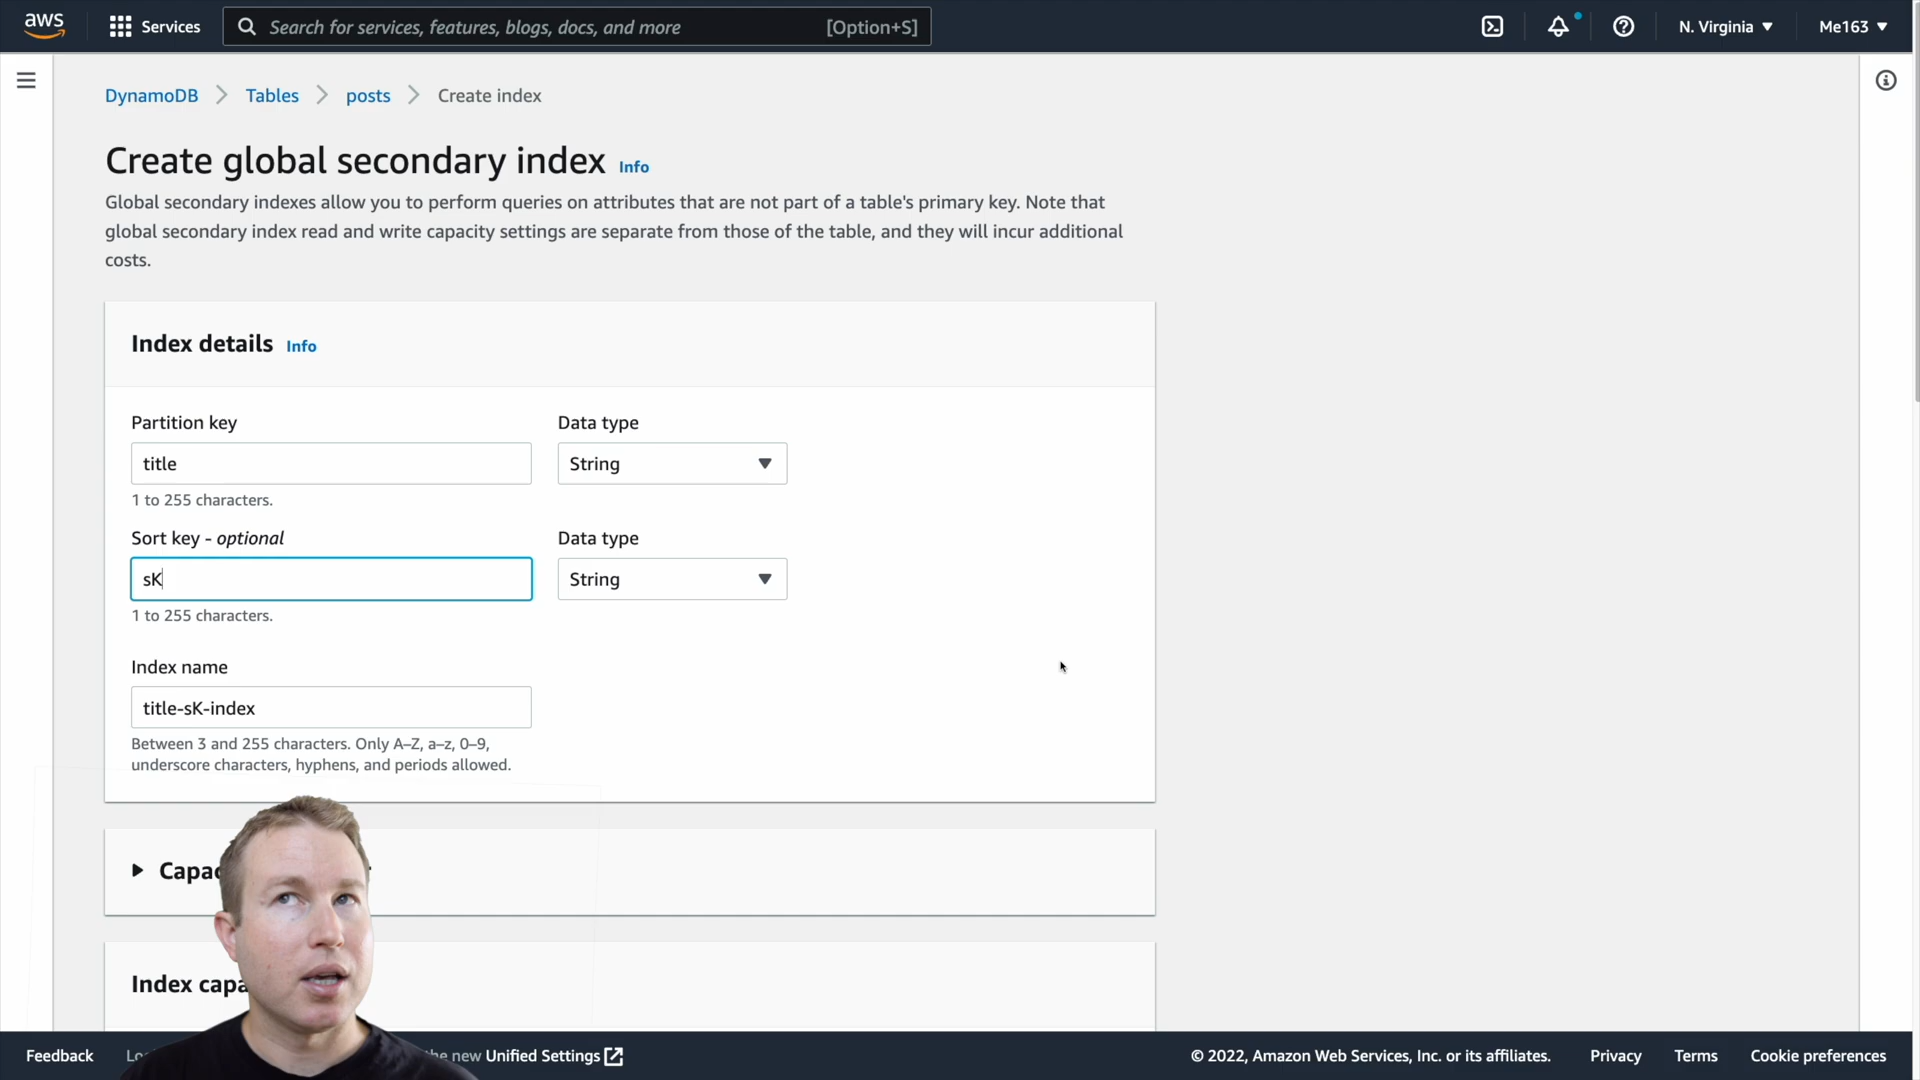 aws
Services
Search for services, features, blogs, docs, and more
[Option+S]
N. Virginia
Me163
DynamoDB
Tables
posts
Create index
Create global secondary index Info
Global secondary indexes allow you to perform queries on attributes that are not part of a table's primary key. Note that
global secondary index read and write capacity settings are separate from those of the table, and they will incur additional
costs.
Index details Info
Partition key
Data type
title
String
1 to 255 characters.
Sort key - optional
Data type
sK
String
1 to 255 characters.
Index name
title-sK-index
Between 3 and 255 characters. Only A–Z, a–z, 0–9,
underscore characters, hyphens, and periods allowed.
Index
Feedback
new Unified Settings
© 2022, Amazon Web Services, Inc. or its affiliates.
Privacy
Terms
Cookie preferences